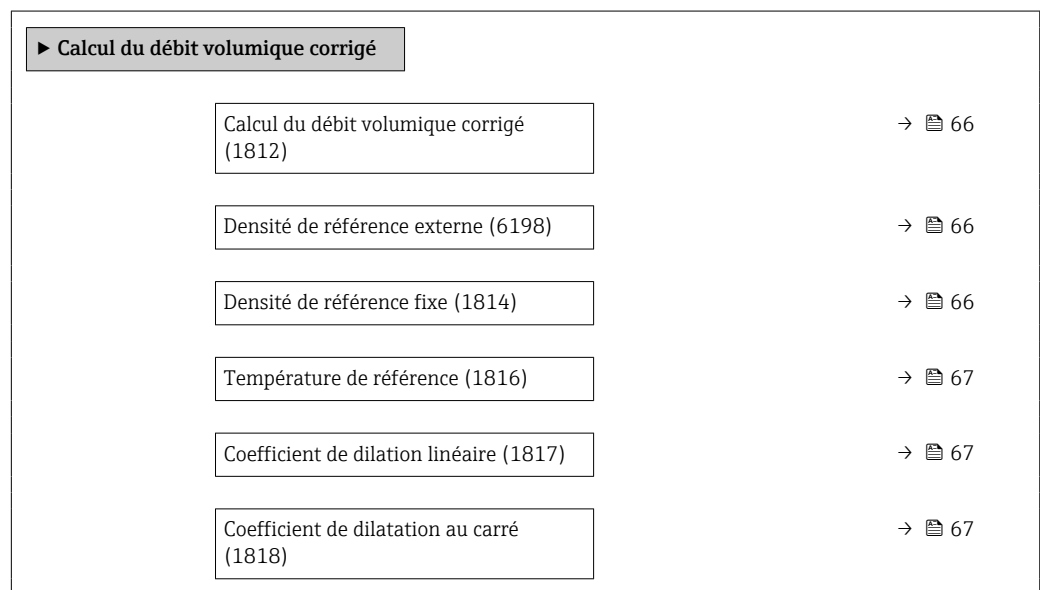 ▶ Calcul du débit volumique corrigé
Calcul du débit volumique corrigé
(1812)
→ 66
Densité de référence externe (6198)
→ 66
Densité de référence fixe (1814)
→ 66
Température de référence (1816)
→ 67
Coefficient de dilation linéaire (1817)
→ 67
Coefficient de dilatation au carré
(1818)
→ 67